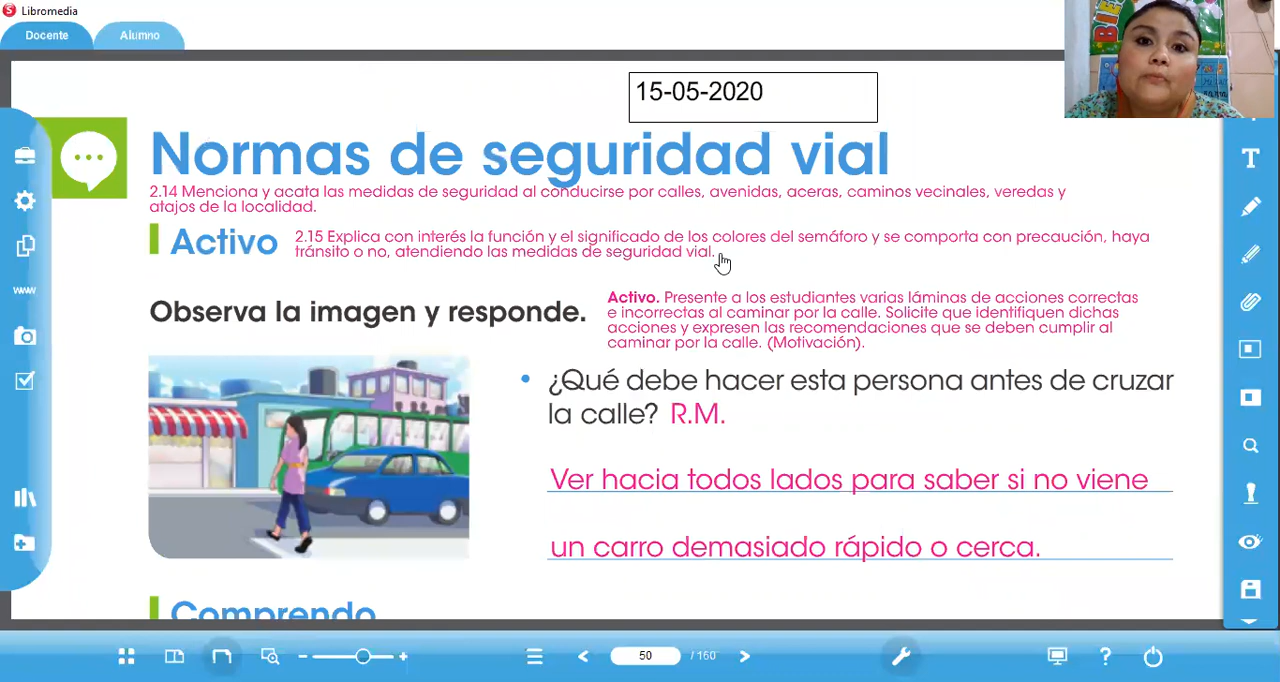 Libromedia
Docente
Alumno
15-05-2020
Normas de seguridad vial
2.14 Menciona y acata las medidas de seguridad al conducirse por calles, avenidas, aceras, caminos vecinales, veredas y
atajos de la localidad.
Activo
2.15 Explica con interés la función y el significado de los colores del semáforo y se comporta con precaución, haya
tránsito o no, atendiendo las medidas de seguridad vial.
Observa la imagen y responde.
Activo. Presente a los estudiantes varias láminas de acciones correctas
e incorrectas al caminar por la calle. Solicite que identifiquen dichas
acciones y expresen las recomendaciones que se deben cumplir al
caminar por la calle. (Motivación).
• ¿Qué debe hacer esta persona antes de cruzar
la calle? R.M.
Ver hacia todos lados para saber si no viene
un carro demasiado rápido o cerca.
Comprendo
www
T
50
/ 160
?